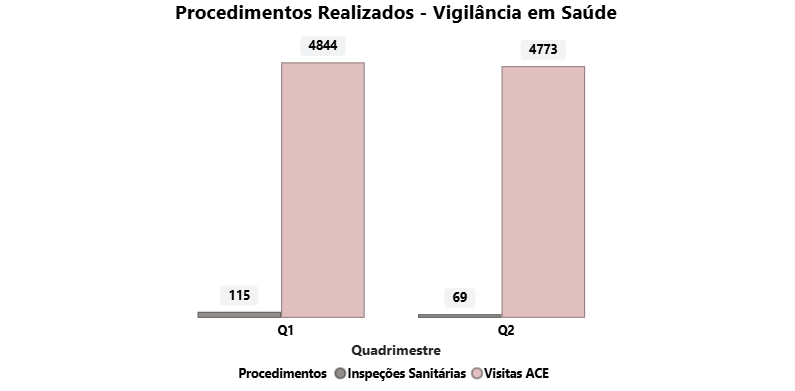 Procedimentos Realizados - Vigilância em Saúde
4844
4773
115
69
Q1
Q2
Quadrimestre
Procedimentos Inspeções Sanitárias Visitas ACE